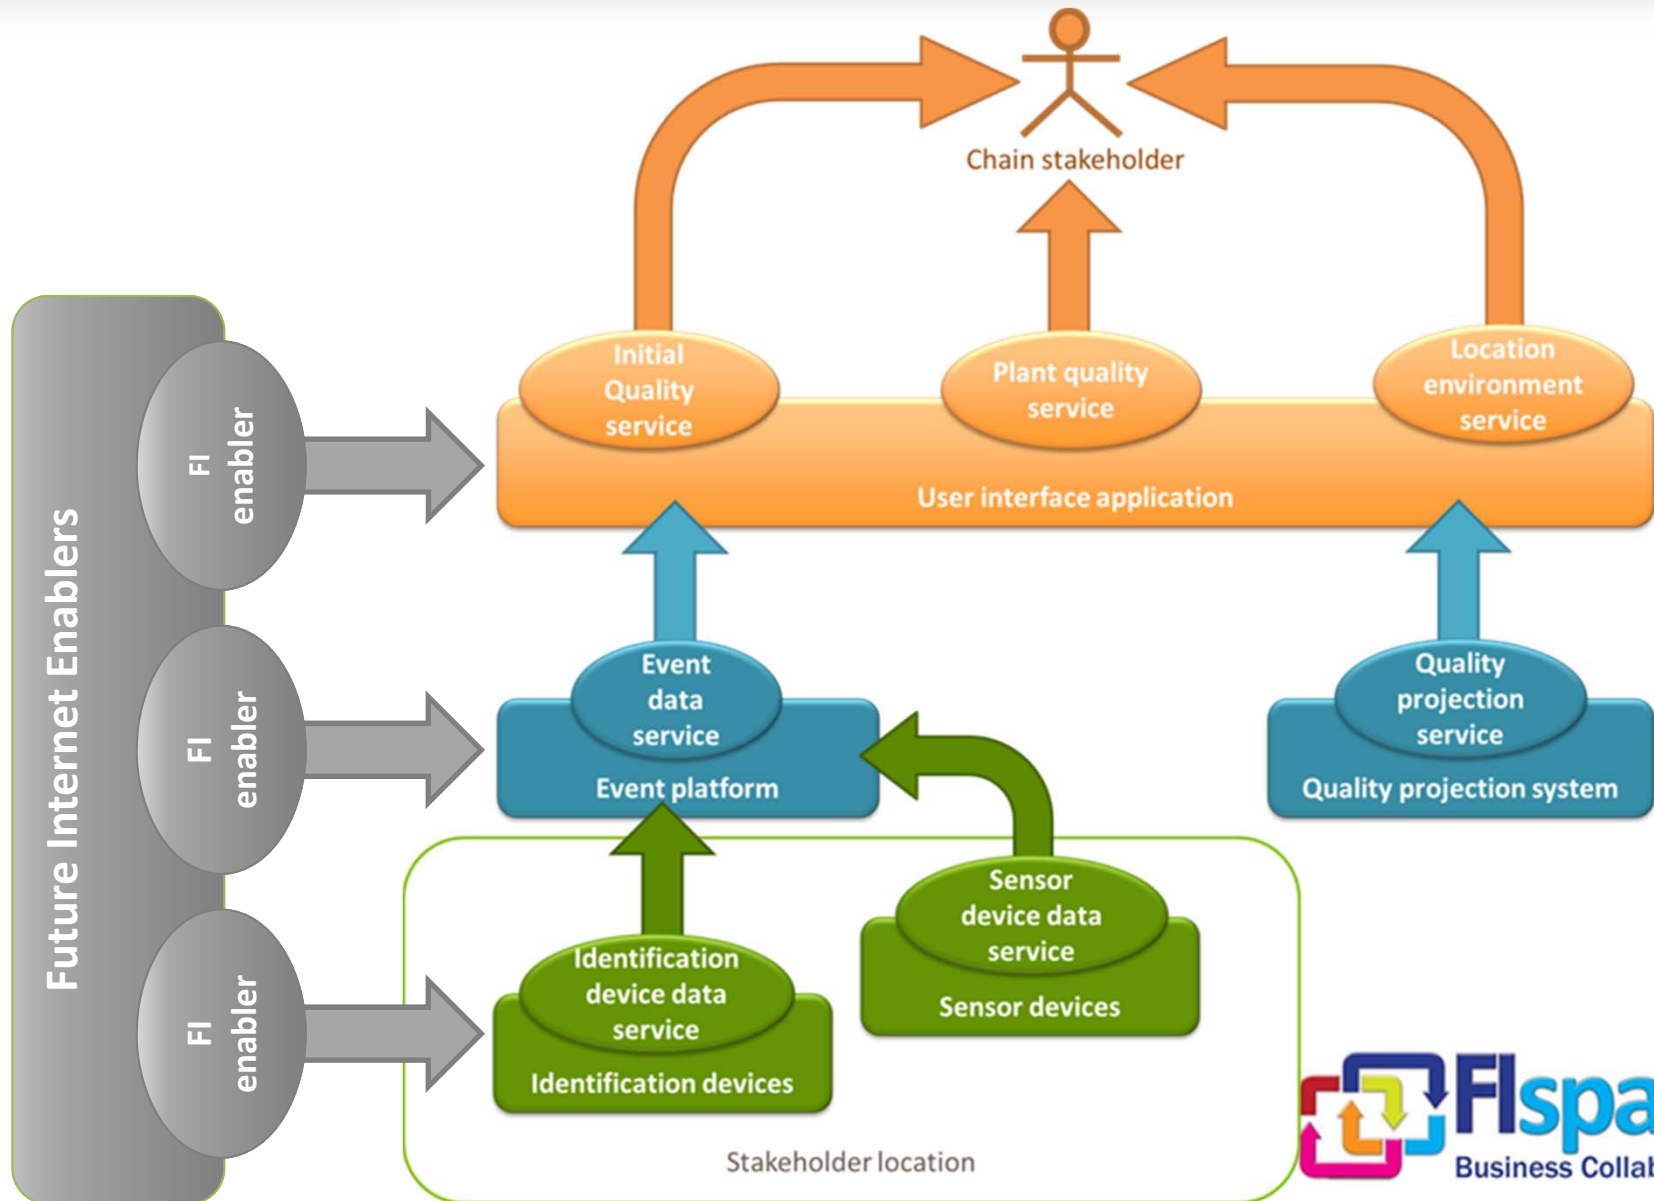 Chain stakeholder
Initial
Quality
service
Plant quality
service
Location
environment
service
User interface application
Future Internet Enablers
FI
enabler
FI
enabler
FI
enabler
Event
data
service
Event platform
Quality
projection
service
Quality projection system
Identification
device data
service
Identification devices
Sensor
device data
service
Sensor devices
Stakeholder location
FIspa
Business Collab